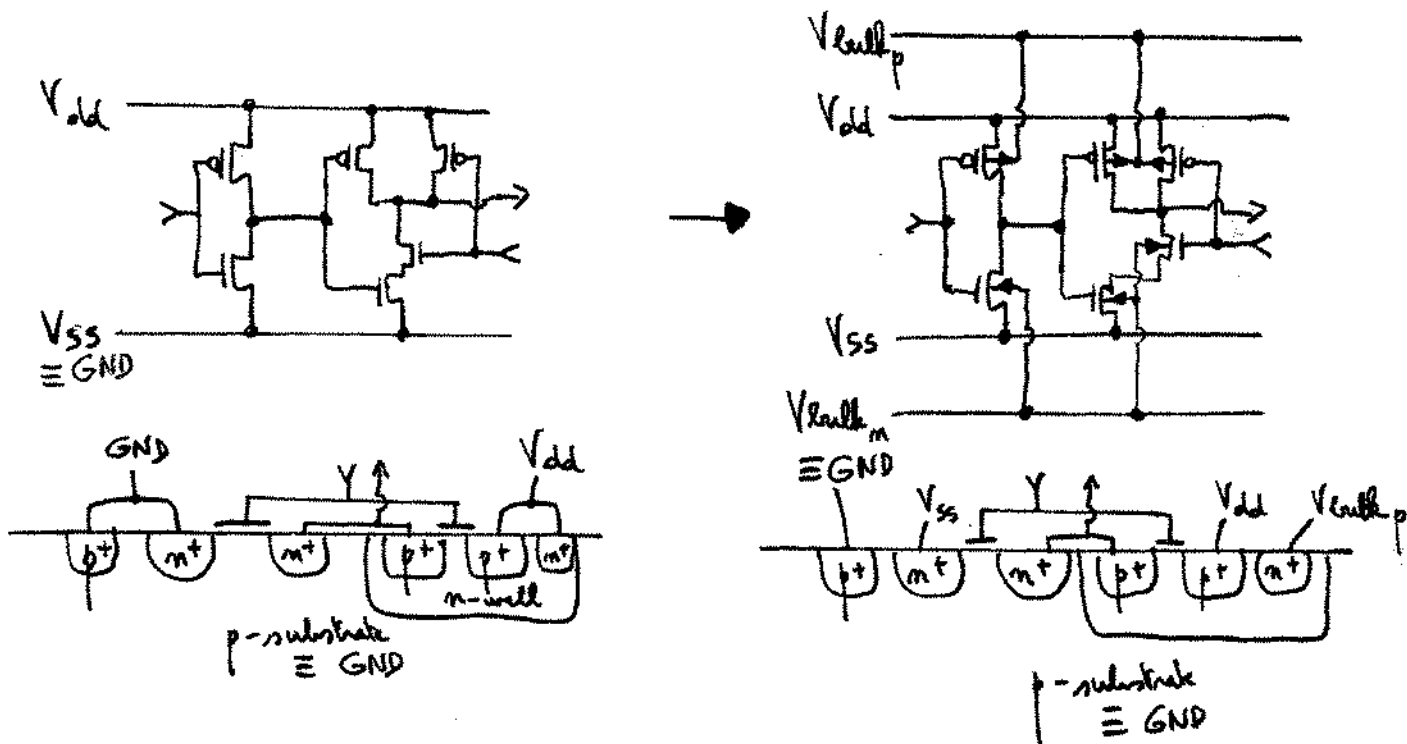 Vdd
VSS
≡ GND
GND
Vdd
p+
n+
n+
p+
p+
n+
n-well
p-substrate
≡ GND
Vbulkp
Vdd
VSS
Vbulkn
≡ GND
VSS
Vdd
Vbulkp
p+
n+
n+
p+
p+
n+
p-substrate
≡ GND